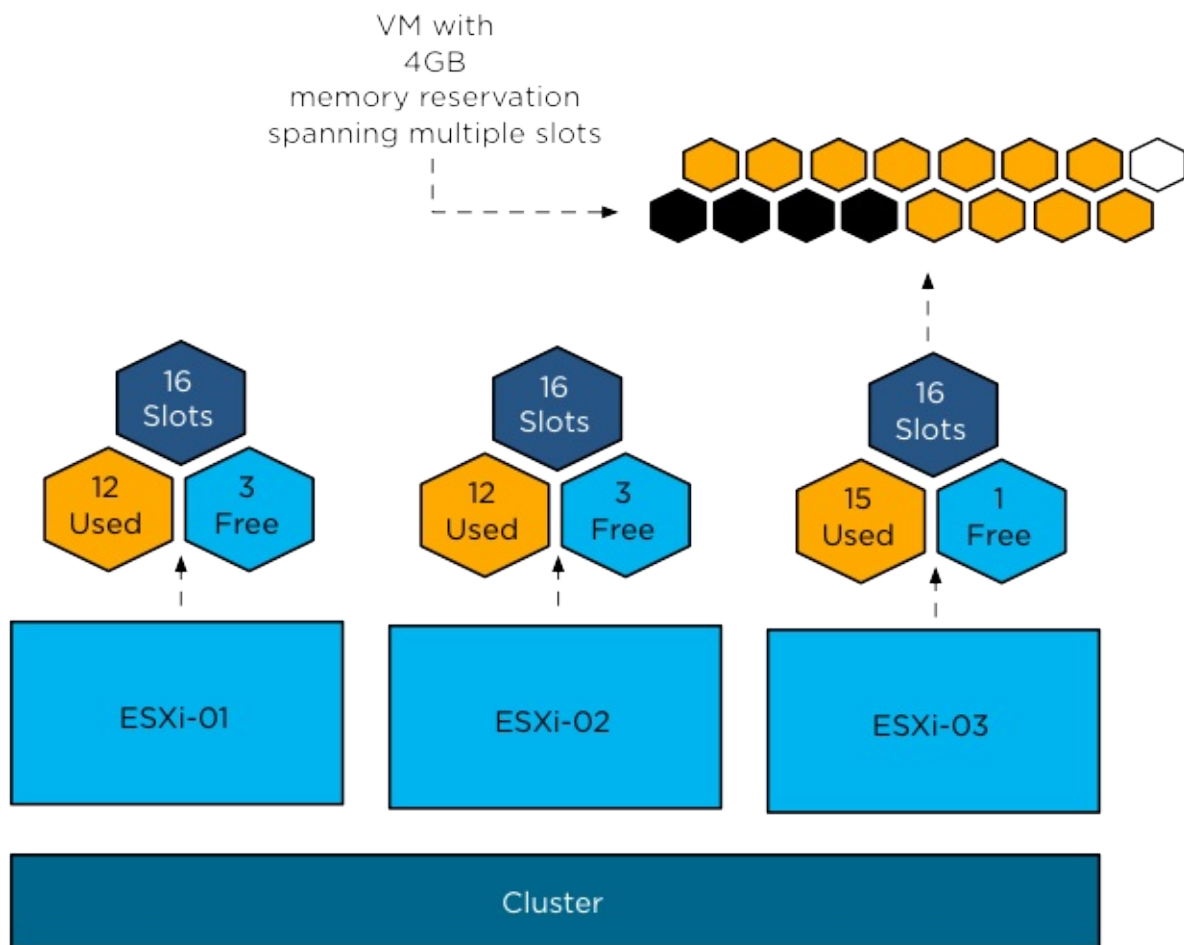 VM with
4GB
memory reservation
spanning multiple slots
16
Slots
12
Used
3
Free
16
Slots
12
Used
3
Free
16
Slots
15
Used
1
Free
ESXi-01
ESXi-02
ESXi-03
Cluster